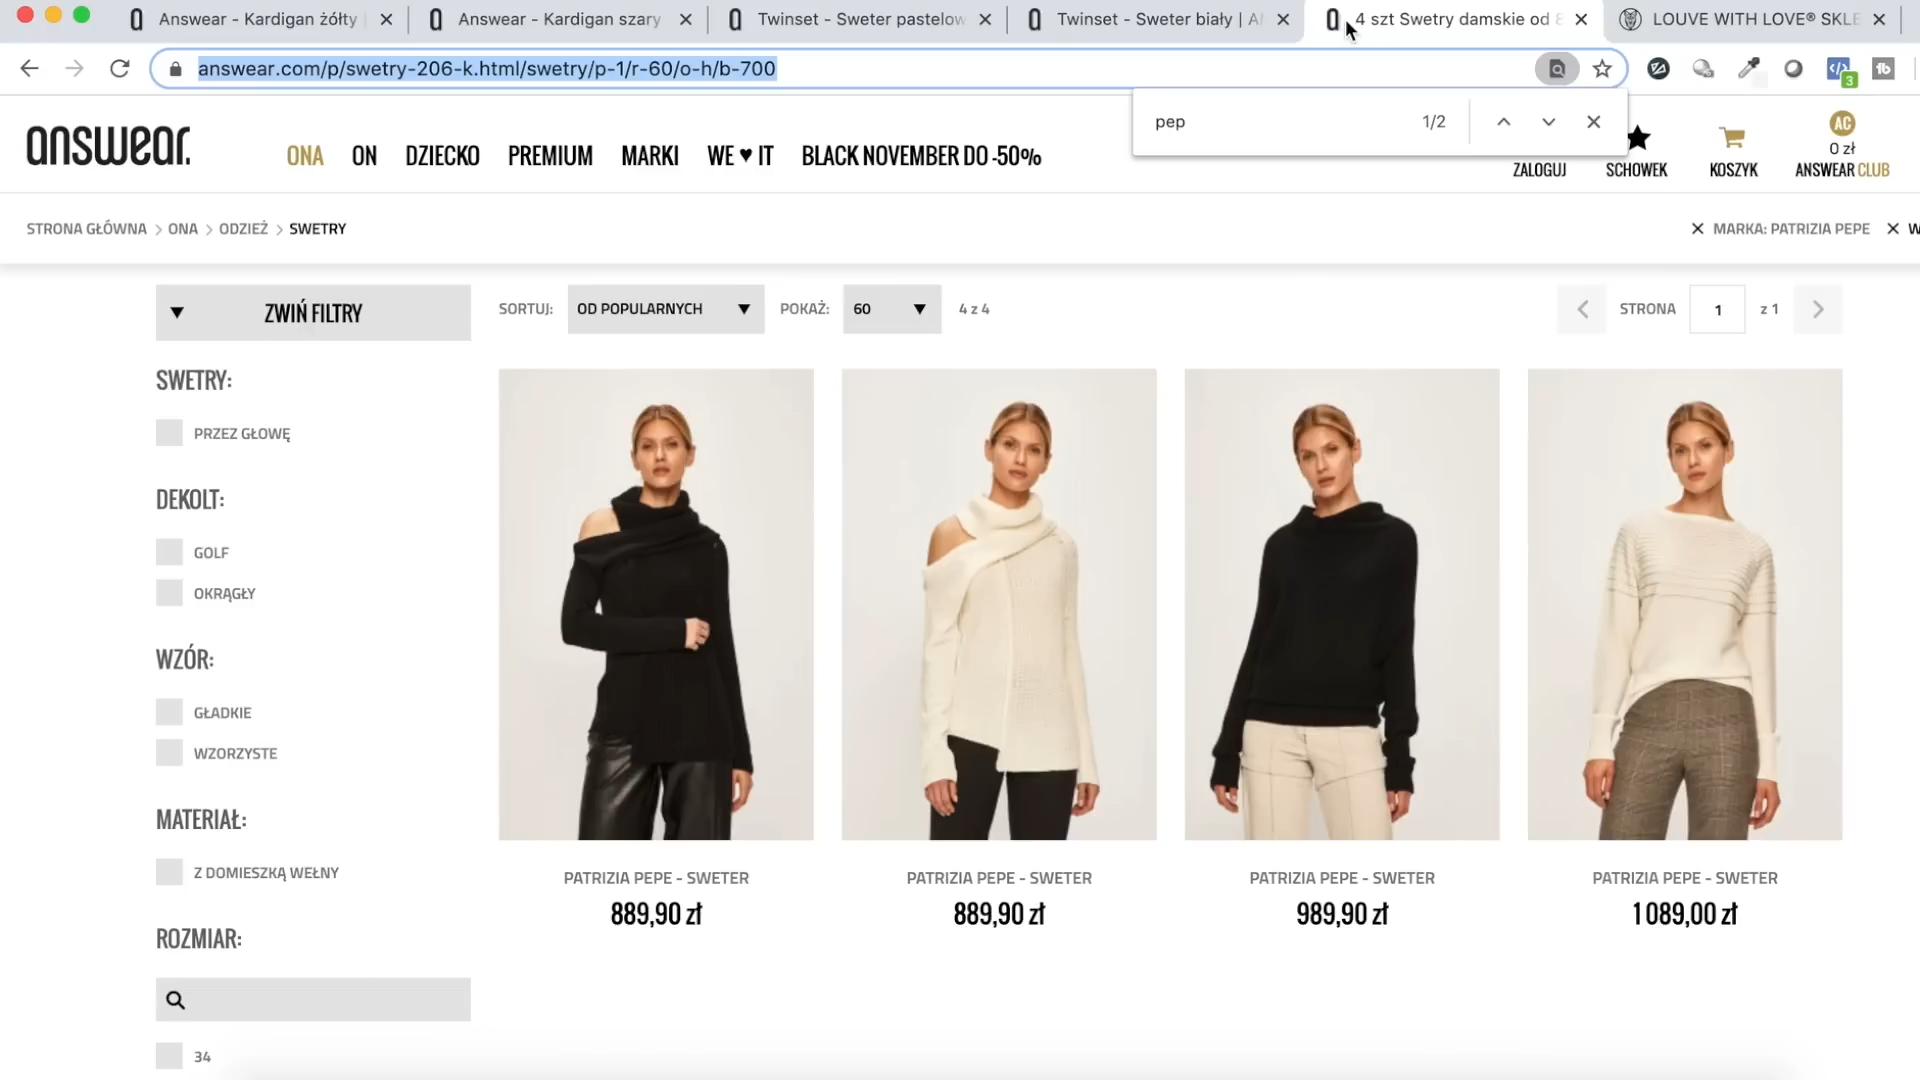 Answear - Kardigan żółty
Answear - Kardigan szary
Twinset - Sweter pastelow
Twinset - Sweter biały | A
4 szt Swetry damskie od 8
LOUVE WITH LOVE® SKLE
answear.com/p/swetry-206-k.html/swetry/p-1/r-60/o-h/b-700
3
pep
1/2
answear.
ONA
ON
DZIECKO
PREMIUM
MARKI
WE ♥ IT
BLACK NOVEMBER DO -50%
ZALOGUJ
SCHOWEK
KOSZYK
AC
0 zł
ANSWEAR CLUB
STRONA GŁÓWNA > ONA > ODZIEŻ > SWETRY
MARKA: PATRIZIA PEPE
W
ZWIŃ FILTRY
SORTUJ:
OD POPULARNYCH
POKAŻ:
60
4 z 4
STRONA
1
z 1
SWETRY:
PRZEZ GŁOWĘ
DEKOLT:
GOLF
OKRĄGŁY
WZÓR:
GŁADKIE
WZORZYSTE
MATERIAŁ:
Z DOMIESZKĄ WEŁNY
ROZMIAR:
34
PATRIZIA PEPE - SWETER
889,90 zł
PATRIZIA PEPE - SWETER
889,90 zł
PATRIZIA PEPE - SWETER
989,90 zł
PATRIZIA PEPE - SWETER
1 089,00 zł